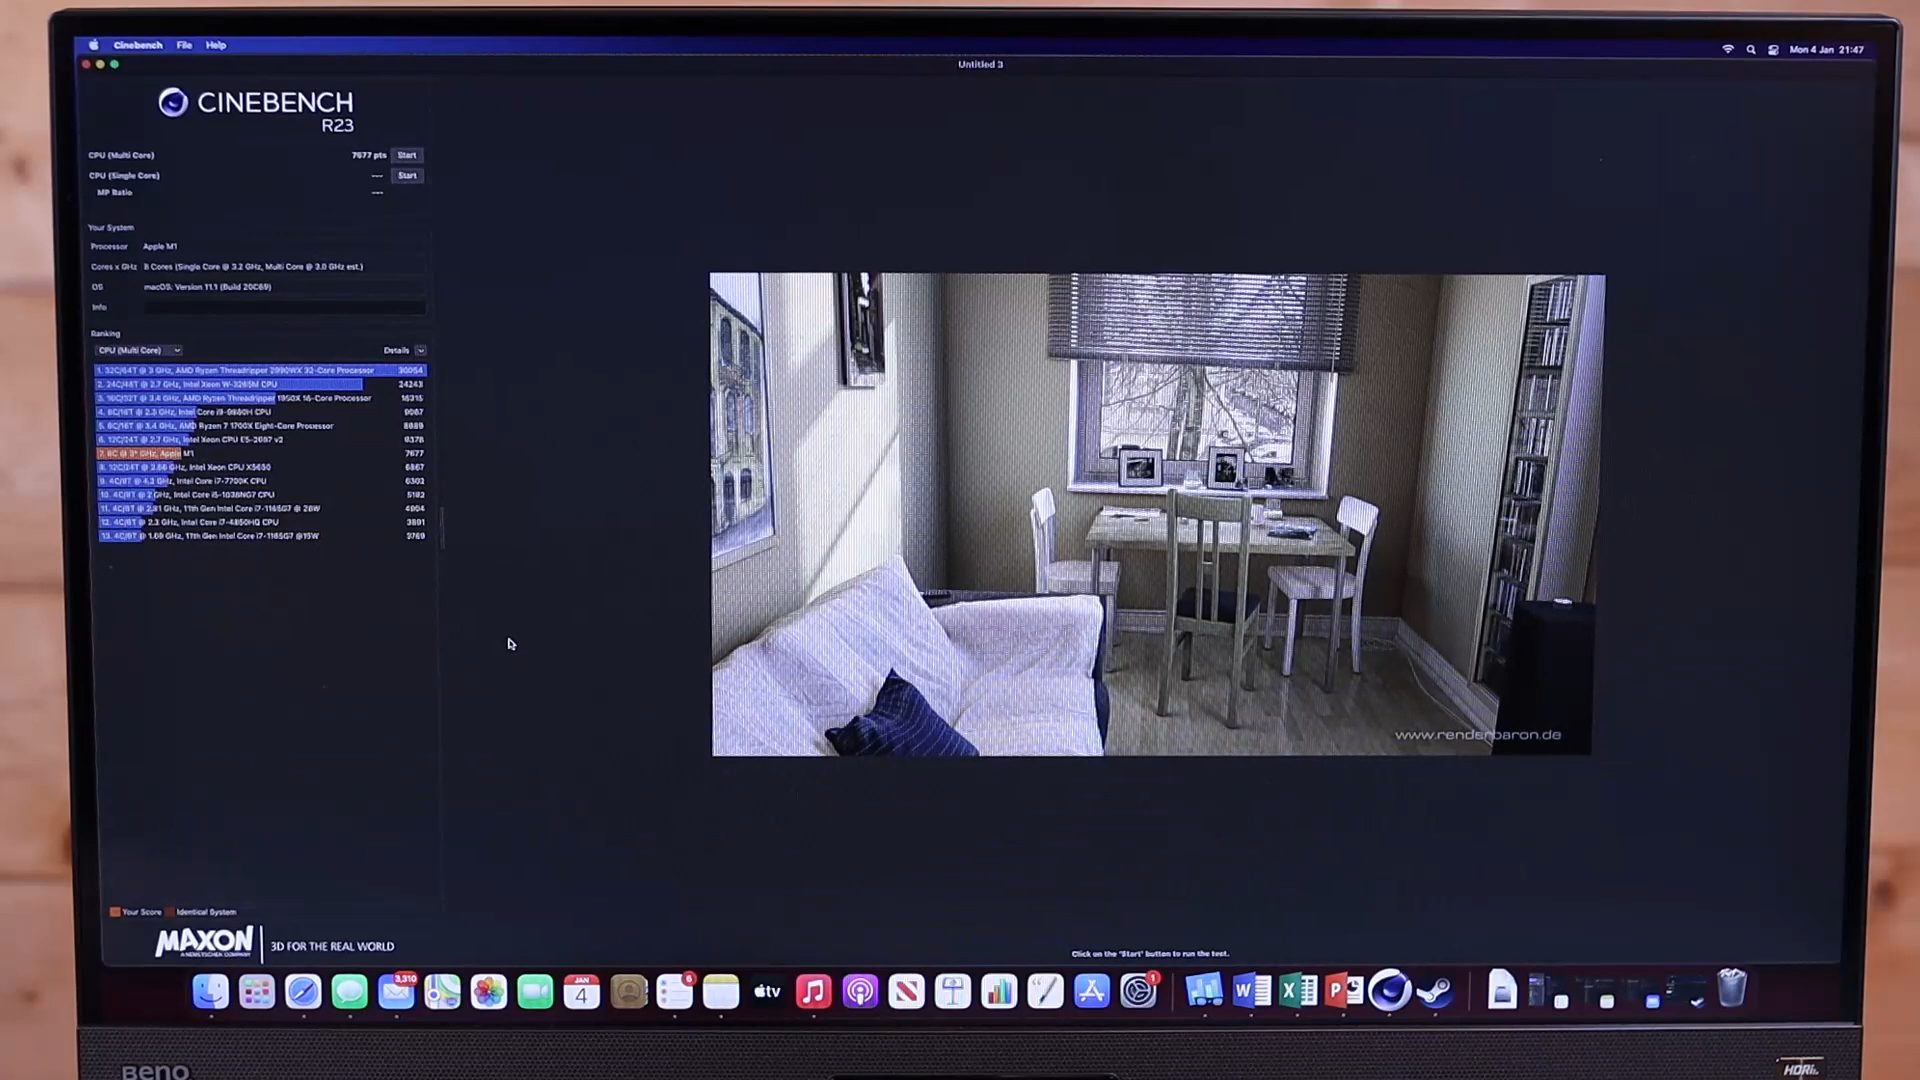 Cinebench File Help
Mon 4 Jan 21:47
Untitled 3
CINEBENCH
R23
CPU (Multi Core) 7677 pts Start
CPU (Single Core) --- Start
MP Ratio ---
Your System
Processor Apple M1
Cores x GHz 8 Cores (Single Core @ 3.2 GHz, Multi Core @ 3.0 GHz est.)
OS macOS: Version 11.1 (Build 20C69)
Info
Ranking
CPU (Multi Core) Details
1. 32C/64T @ 3 GHz, AMD Ryzen Threadripper 2990WX 32-Core Processor 30054
2. 24C/48T @ 2.7 GHz, Intel Xeon W-3265M CPU 24243
3. 16C/32T @ 3.4 GHz, AMD Ryzen Threadripper 1950X 16-Core Processor 16315
4. 8C/16T @ 2.3 GHz, Intel Core i9-9880H CPU 9087
5. 8C/16T @ 3.4 GHz, AMD Ryzen 7 1700X Eight-Core Processor 8889
6. 12C/24T @ 2.7 GHz, Intel Xeon CPU E5-2697 v2 9378
7. 8C @ 3* GHz, Apple M1 7677
8. 12C/24T @ 2.66 GHz, Intel Xeon CPU X5650 6867
9. 4C/8T @ 4.2 GHz, Intel Core i7-7700K CPU 6302
10. 4C/8T @ 2 GHz, Intel Core i5-1038NG7 CPU 5192
11. 4C/8T @ 2.81 GHz, 11th Gen Intel Core i7-1165G7 @ 28W 4904
12. 4C/8T @ 2.3 GHz, Intel Core i7-4850HQ CPU 3891
13. 4C/8T @ 1.69 GHz, 11th Gen Intel Core i7-1165G7 @15W 3769
www.renderbaron.de
Your Score Identical System
MAXON 3D FOR THE REAL WORLD
A NEMETSCHEK COMPANY
Click on the "Start" button to run the test.
3,310
JAN
4
6
tv
1
W
X
P
BenQ
HDRi